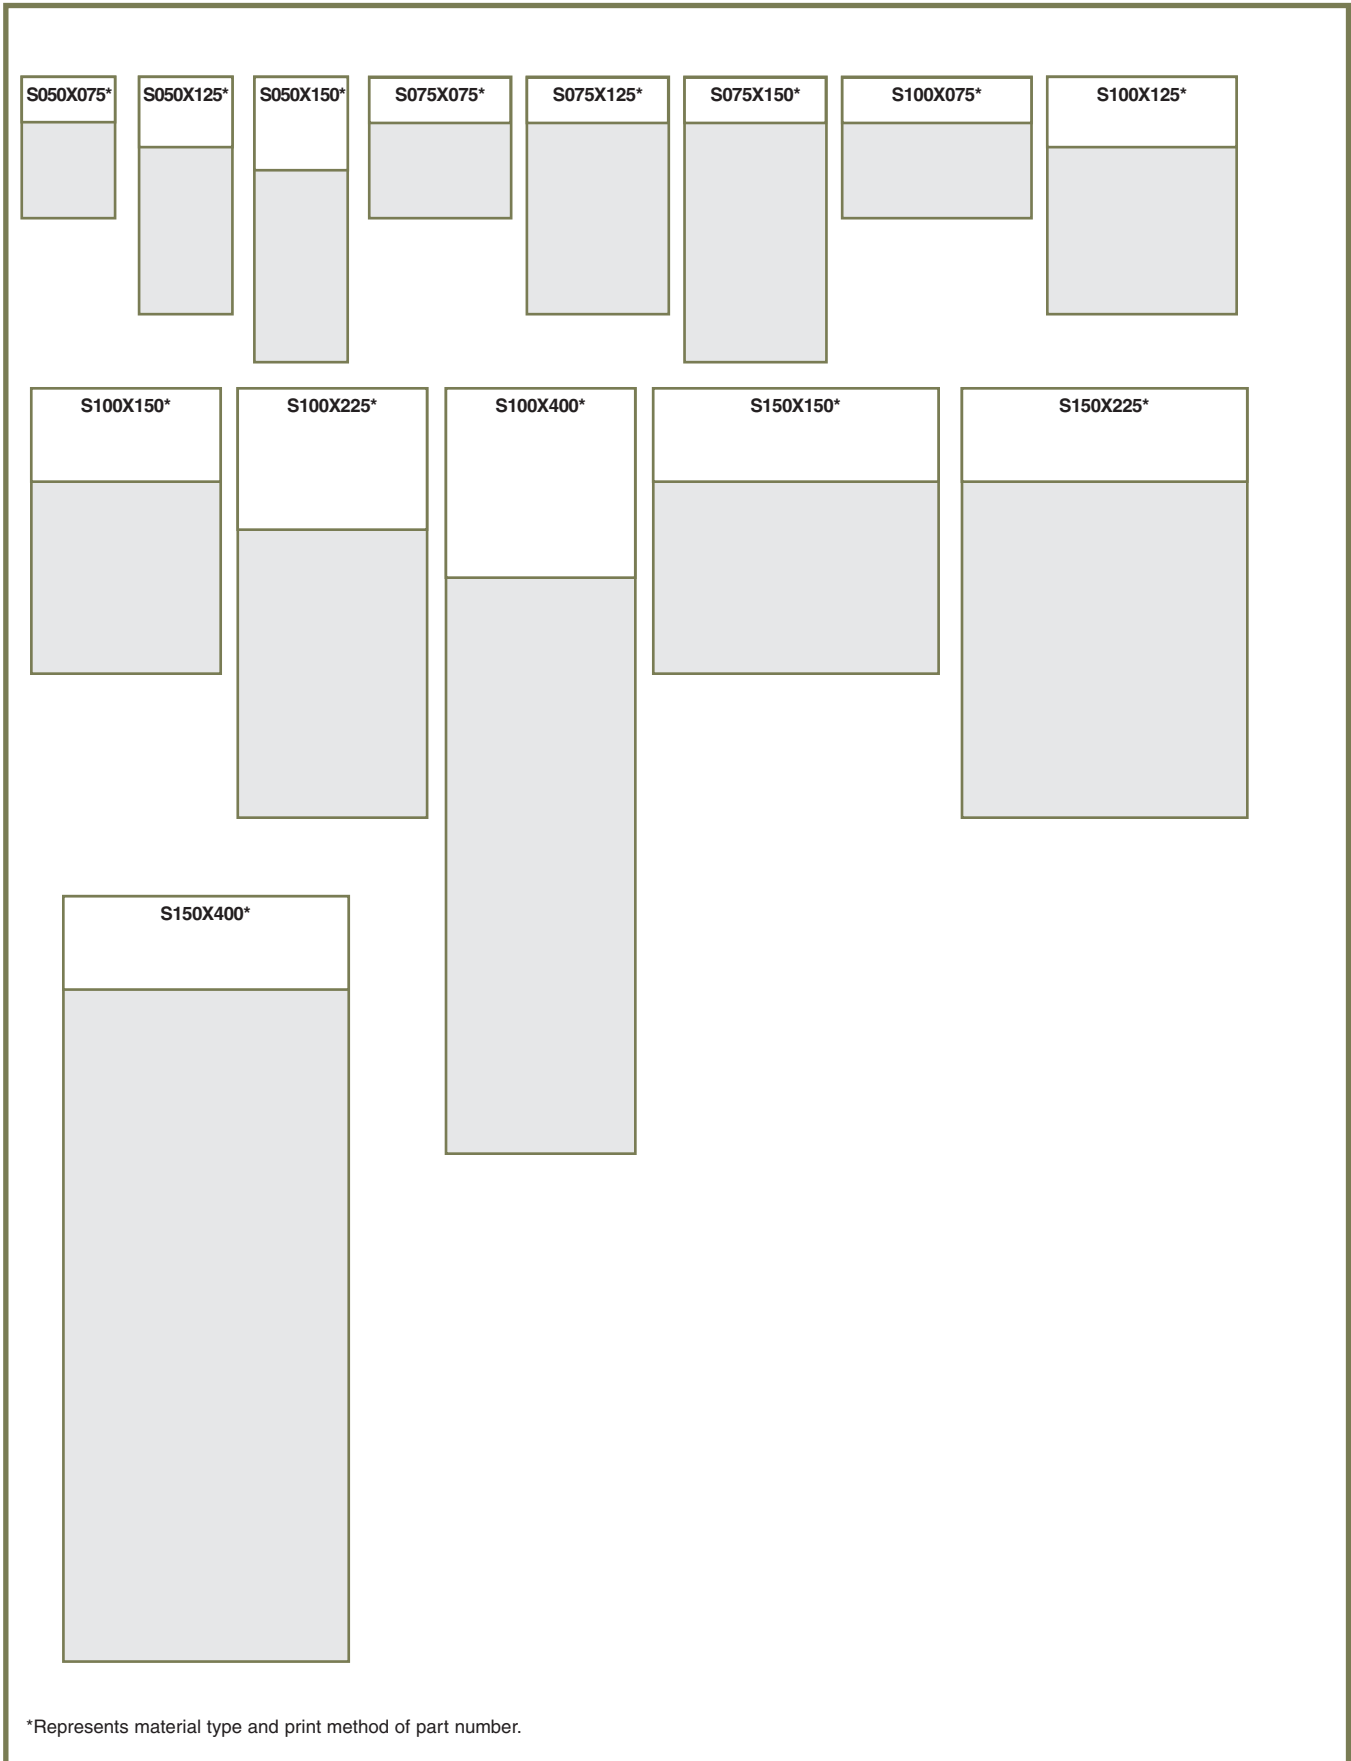 S050X075*
S050X125*
S050X150*
S075X075*
S075X125*
S075X150*
S100X075*
S100X125*
S100X150*
S100X225*
S100X400*
S150X150*
S150X225*
S150X400*
*Represents material type and print method of part number.